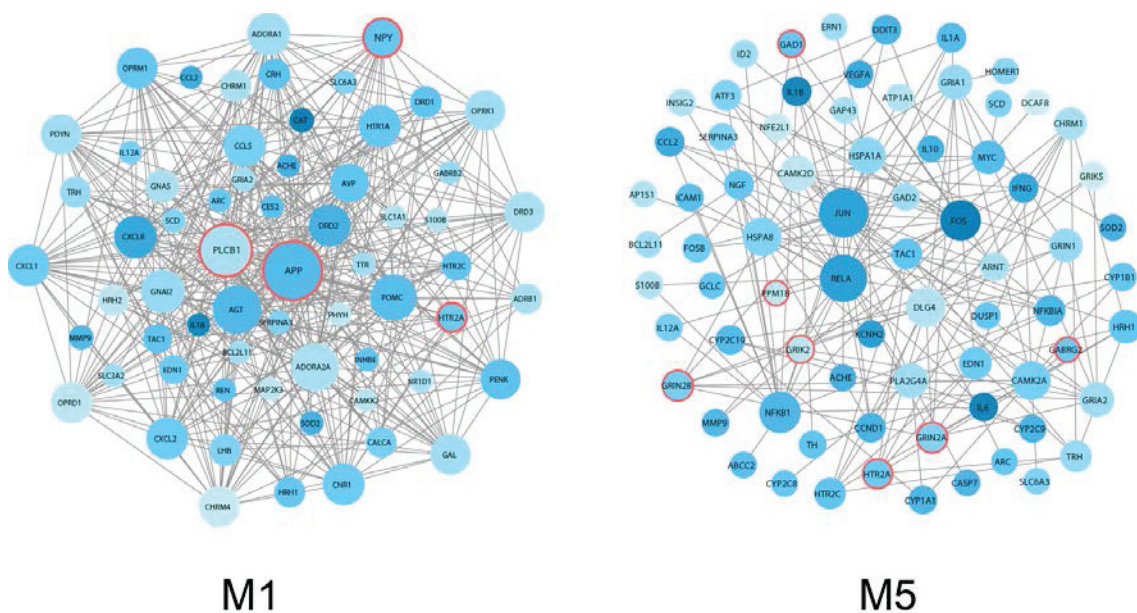 ADORA1
NPY
OPRM1
CCL2
CRH
SLC6A3
CHRM1
DRD1
OPRK1
CAT
HTR1A
PDYN
CCL5
IL12A
ACHE
GABRB2
GNAS
GRIA2
AVP
TRH
ARC
CES2
SLC1A1
S100B
DRD3
SCD
DRD2
CXCL8
PLCB1
CXCL1
APP
TTR
HTR2C
GNAI2
POMC
HRH2
AGT
ADRB1
PHYH
HTR2A
IL1B
SERPINA3
MMP9
TAC1
BCL2L11
INHBE
SLC3A2
EDN1
ADORA2A
REN
MAP2K3
NR1D1
PENK
CAMKK2
OPRD1
SOD2
CXCL2
CALCA
LHB
GAL
HRH1
CNR1
CHRM4
M1
ERN1
DDIT3
GAD1
IL1A
ID2
VEGFA
HOMER1
INSIG2
ATF3
IL1B
ATP1A1
GRIA1
SCD
DCAF8
GAP43
NFE2L1
CHRM1
CCL2
SERPINA3
HSPA1A
IL10
MYC
CAMK2D
GRIK5
NGF
IFNG
AP1S1
ICAM1
GAD2
JUN
FOS
SOD2
BCL2L11
FOSB
HSPA8
TAC1
GRIN1
ARNT
S100B
GCLC
RELA
CYP1B1
PPM1B
DLG4
NFKBIA
IL12A
CYP2C19
KCNH2
DUSP1
HRH1
GRIK2
GABRG2
EDN1
GRIN2B
ACHE
PLA2G4A
CAMK2A
GRIA2
NFKB1
IL6
MMP9
CCND1
GRIN2A
CYP2C9
TH
ABCC2
TRH
HTR2A
ARC
CYP2C8
HTR2C
CASP7
SLC6A3
CYP1A1
M5